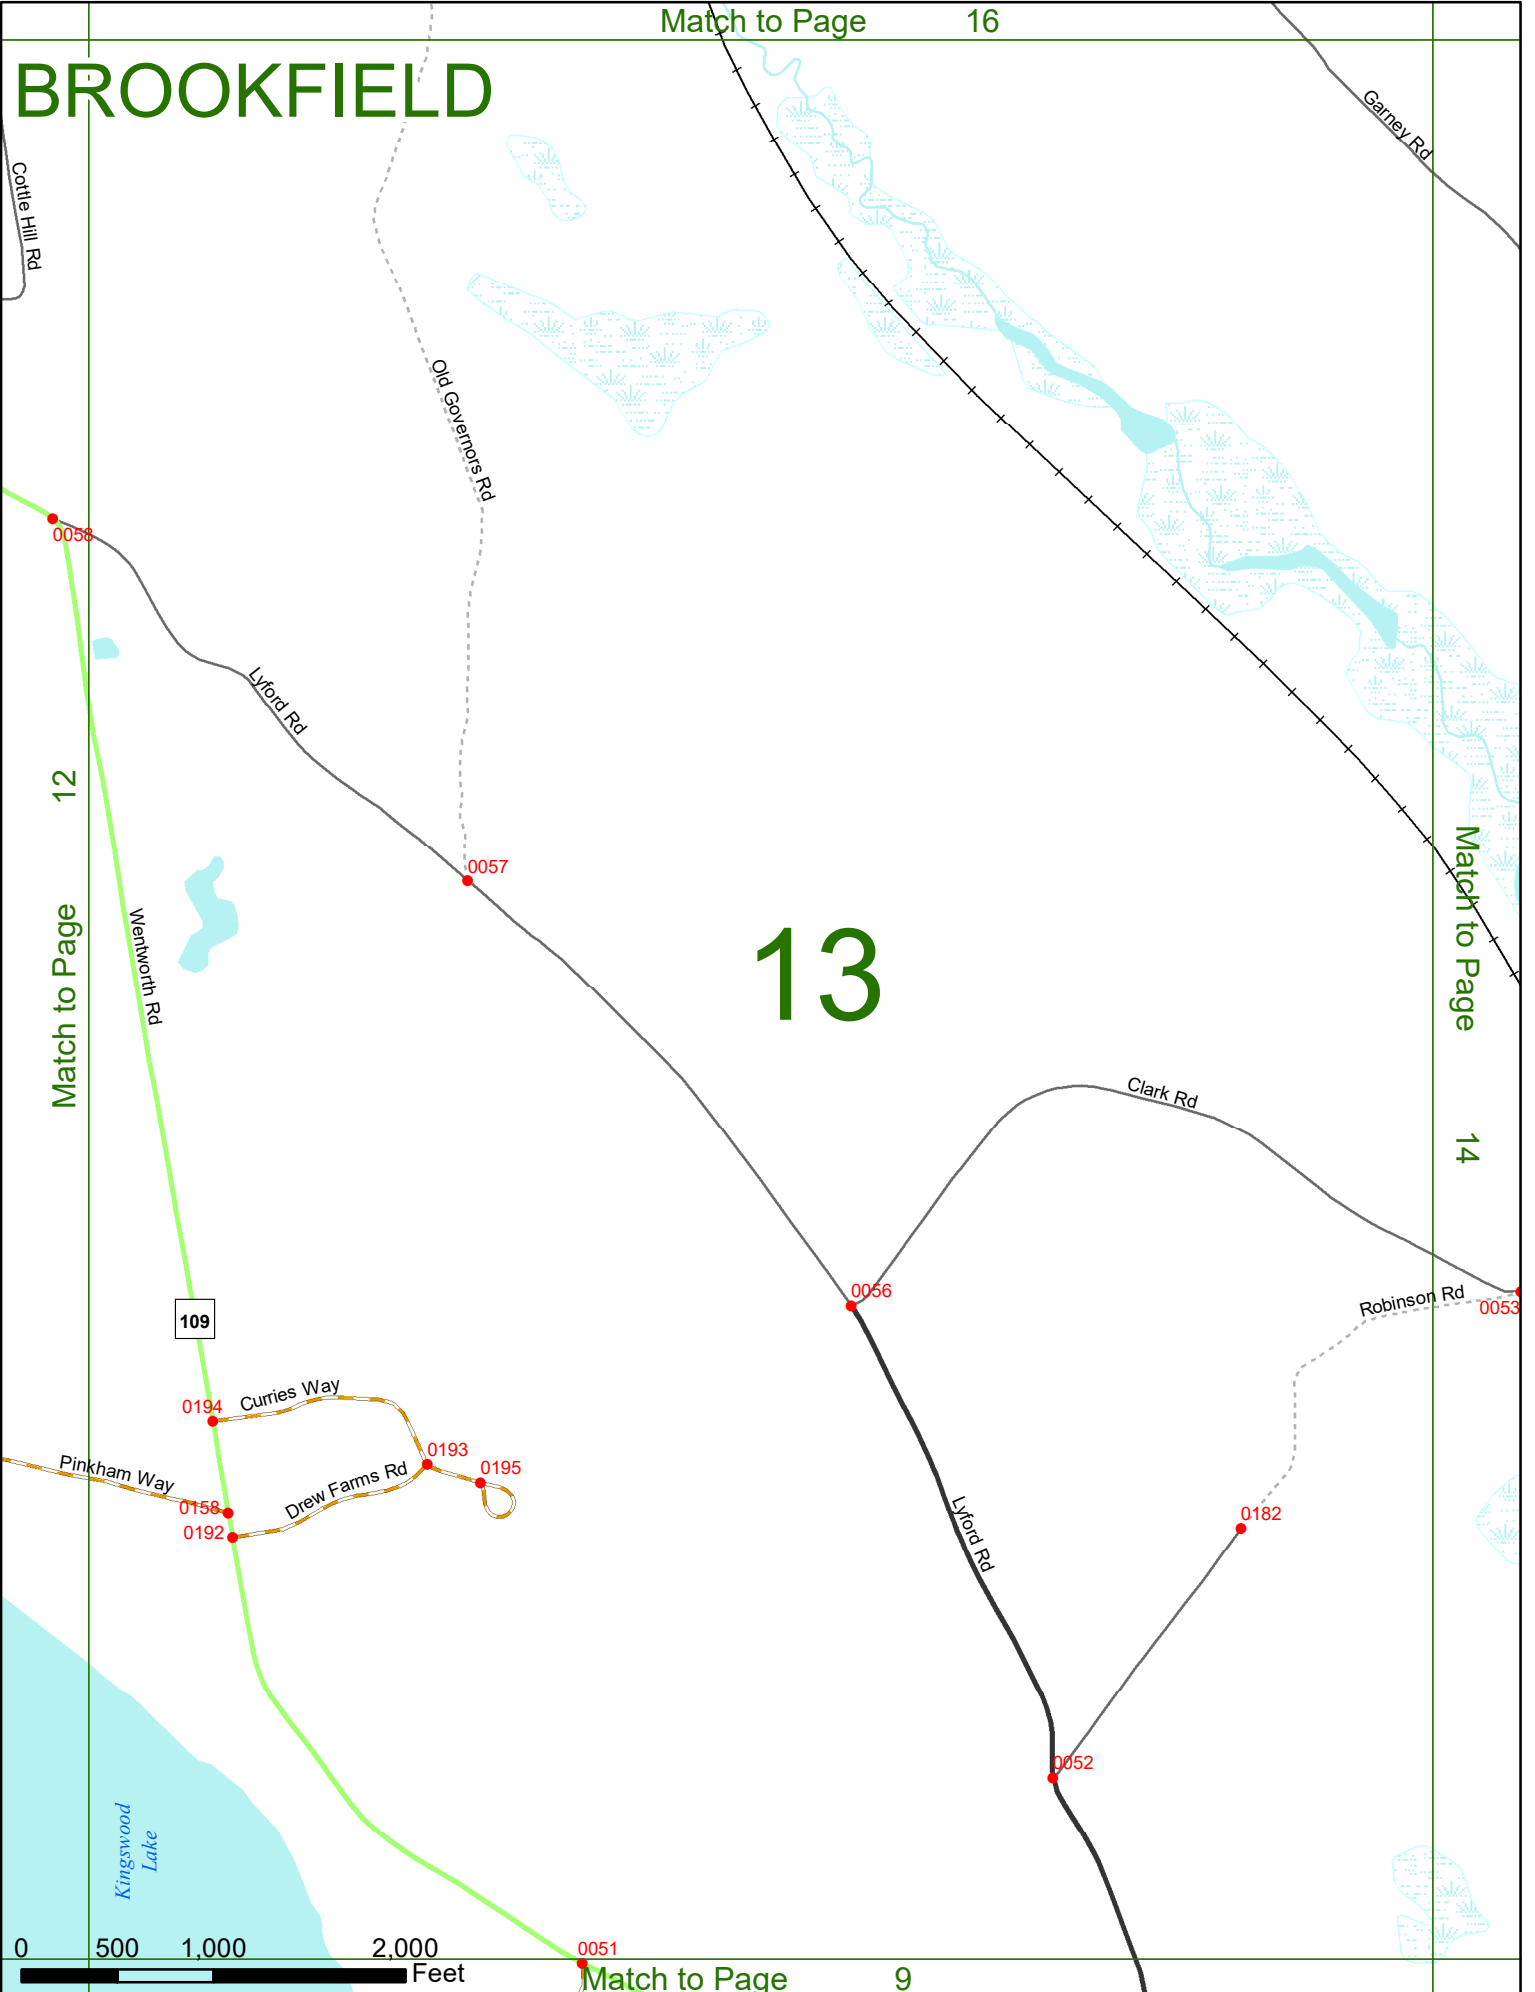 Match to Page 16
BROOKFIELD
Garney Rd
Cottle Hill Rd
Old Governors Rd
0058
Lyford Rd
Match to Page 12
0057
Match to Page 14
Wentworth Rd
13
Clark Rd
0056
Robinson Rd
0053
109
Curries Way
0194
0193
Pinkham Way
Drew Farms Rd
0195
0158
0192
Lyford Rd
0182
0052
Kingswood
Lake
0 500 1,000 2,000
Feet
0051
Match to Page 9